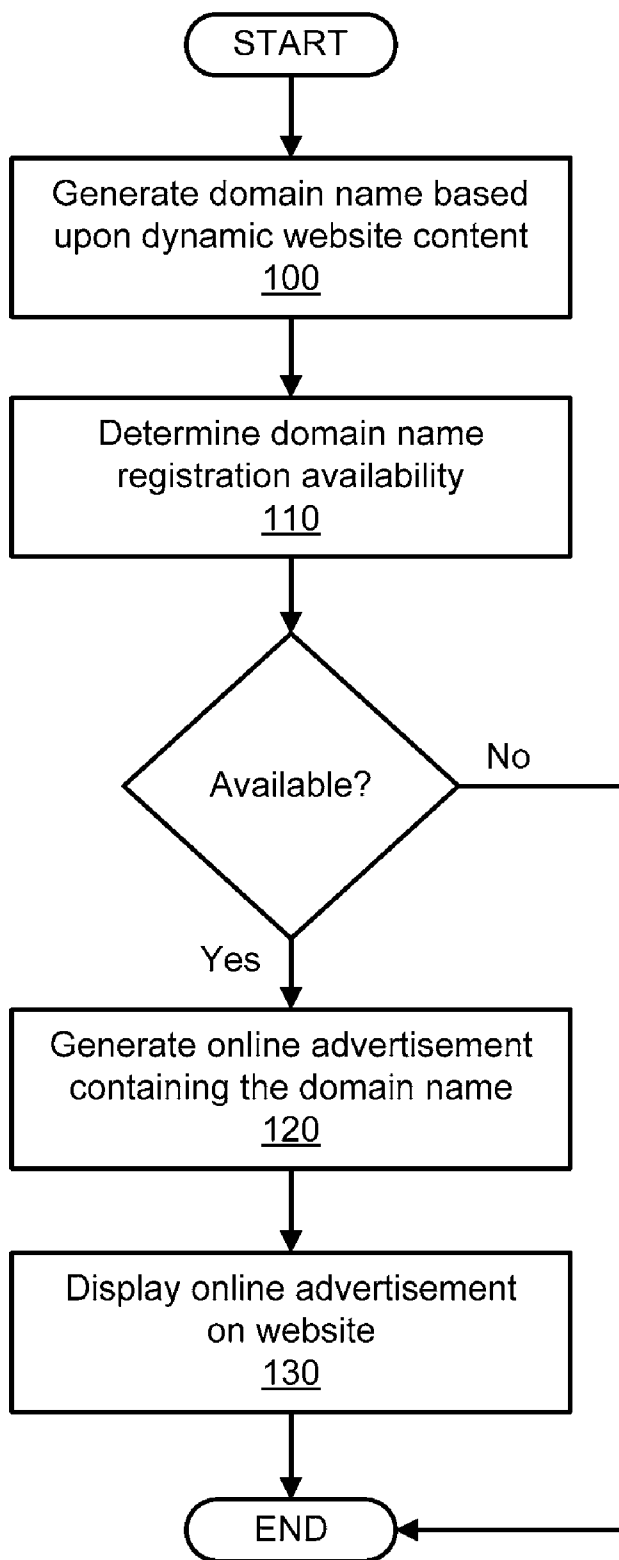 START
Generate domain name based
upon dynamic website content
100
Determine domain name
registration availability
110
Available?
No
Yes
Generate online advertisement
containing the domain name
120
Display online advertisement
on website
130
END